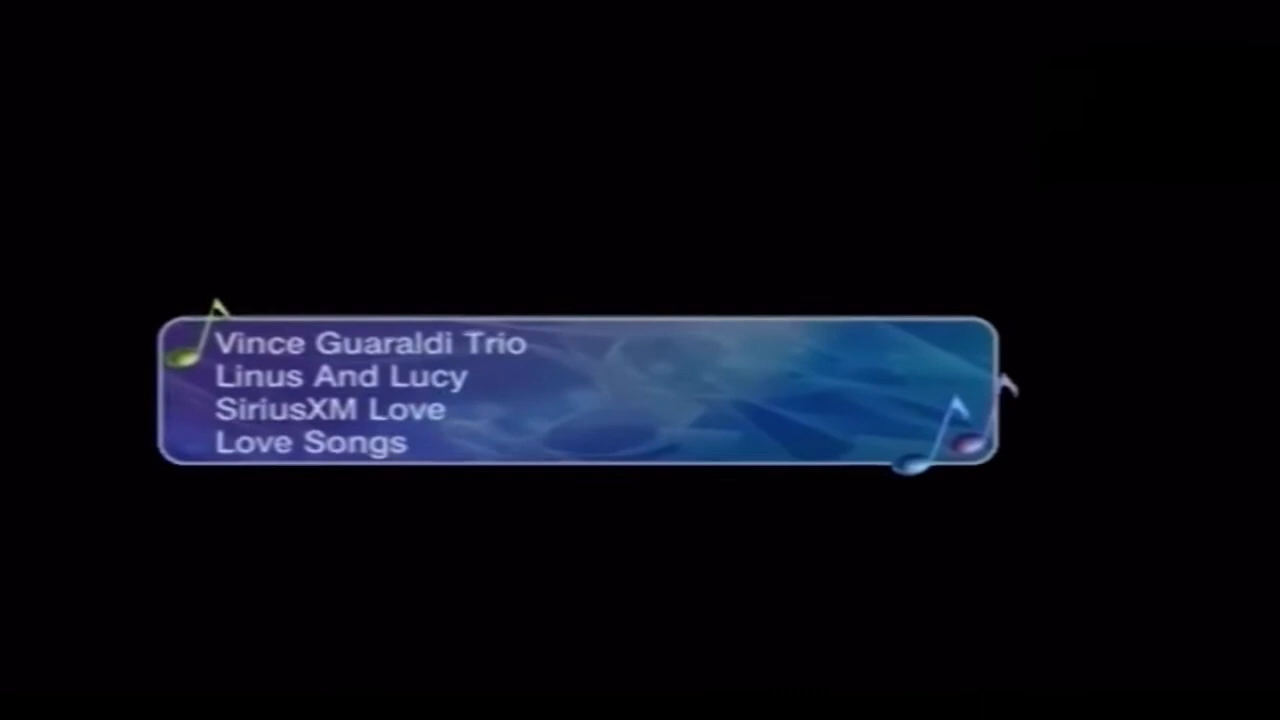 Vince Guaraldi Trio
Linus And Lucy
SiriusXM Love
Love Songs